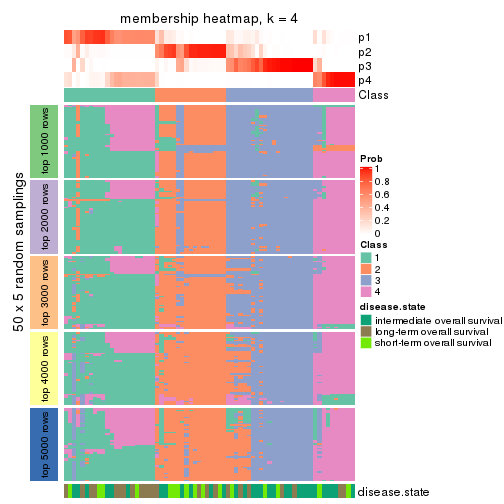 membership heatmap, k = 4
p1
p2
p3
p4
Class
50 x 5 random samplings
top 1000 rows
top 2000 rows
top 3000 rows
top 4000 rows
top 5000 rows
Prob
1
0.8
0.6
0.4
0.2
0
Class
1
2
3
4
disease.state
intermediate overall survival
long-term overall survival
short-term overall survival
disease.state